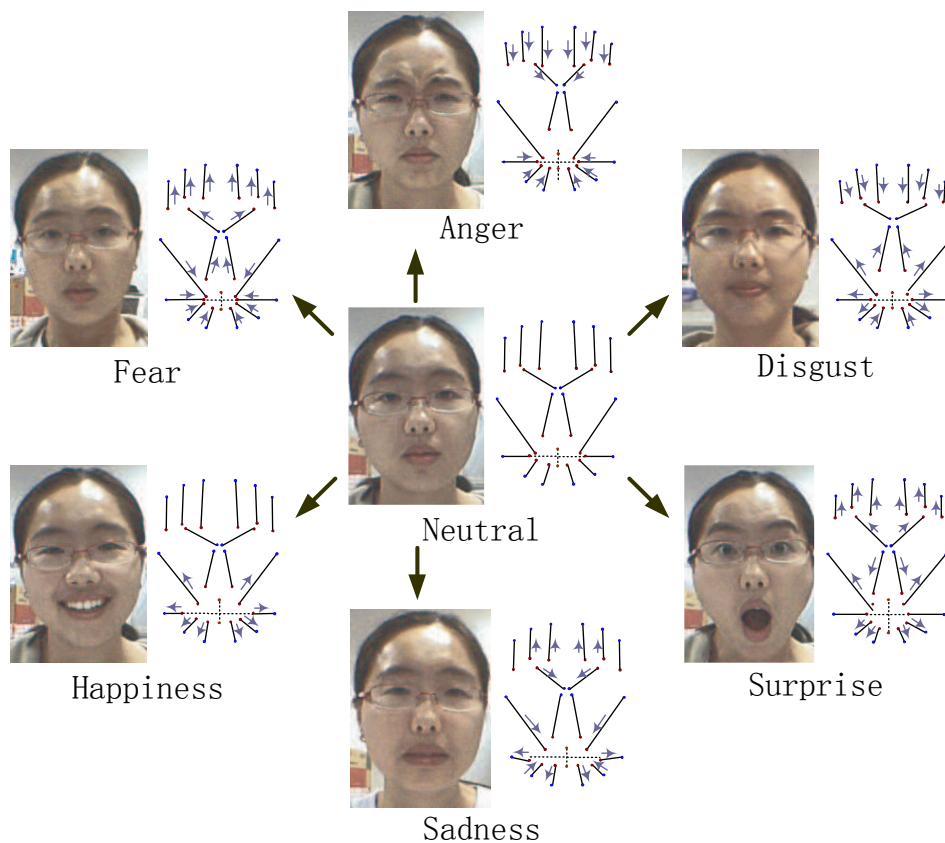 Anger
Fear
Disgust
Neutral
Happiness
Surprise
Sadness